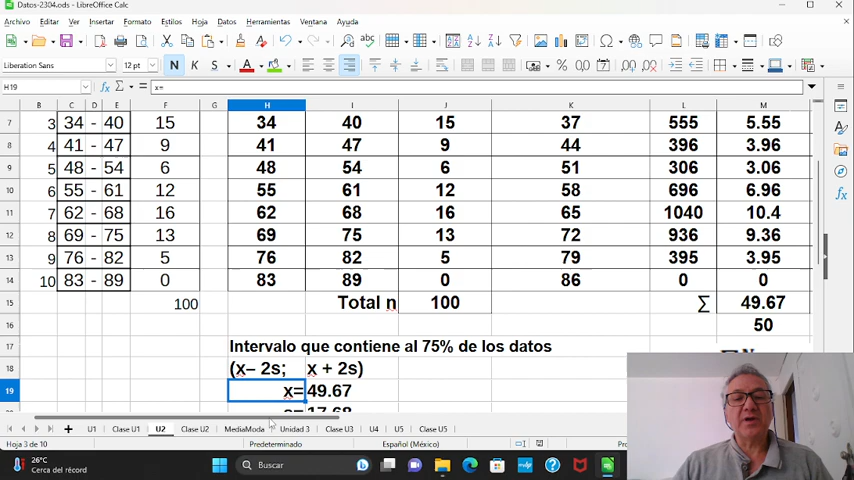 Datos-2304.ods - LibreOffice Calc
Archivo Editar Ver Insertar Formato Estilos Hoja Datos Herramientas Ventana Ayuda
Liberation Sans 12 pt N K S A
H19 fx Σ = x=
B C D E F G H I J K L M
7 3 34 - 40 15 34 40 15 37 555 5.55
8 4 41 - 47 9 41 47 9 44 396 3.96
9 5 48 - 54 6 48 54 6 51 306 3.06
10 6 55 - 61 12 55 61 12 58 696 6.96
11 7 62 - 68 16 62 68 16 65 1040 10.4
12 8 69 - 75 13 69 75 13 72 936 9.36
13 9 76 - 82 5 76 82 5 79 395 3.95
14 10 83 - 89 0 83 89 0 86 0 0
15 100 Total n 100 ∑ 49.67
16 50
17 Intervalo que contiene al 75% de los datos
18 (x– 2s; x + 2s)
19 x= 49.67
s= 17.68
U1 Clase U1 U2 Clase U2 MediaModa Unidad 3 Clase U3 U4 U5 Clase U5
Hoja 3 de 10 Predeterminado Español (México)
26°C
Cerca del récord
Buscar